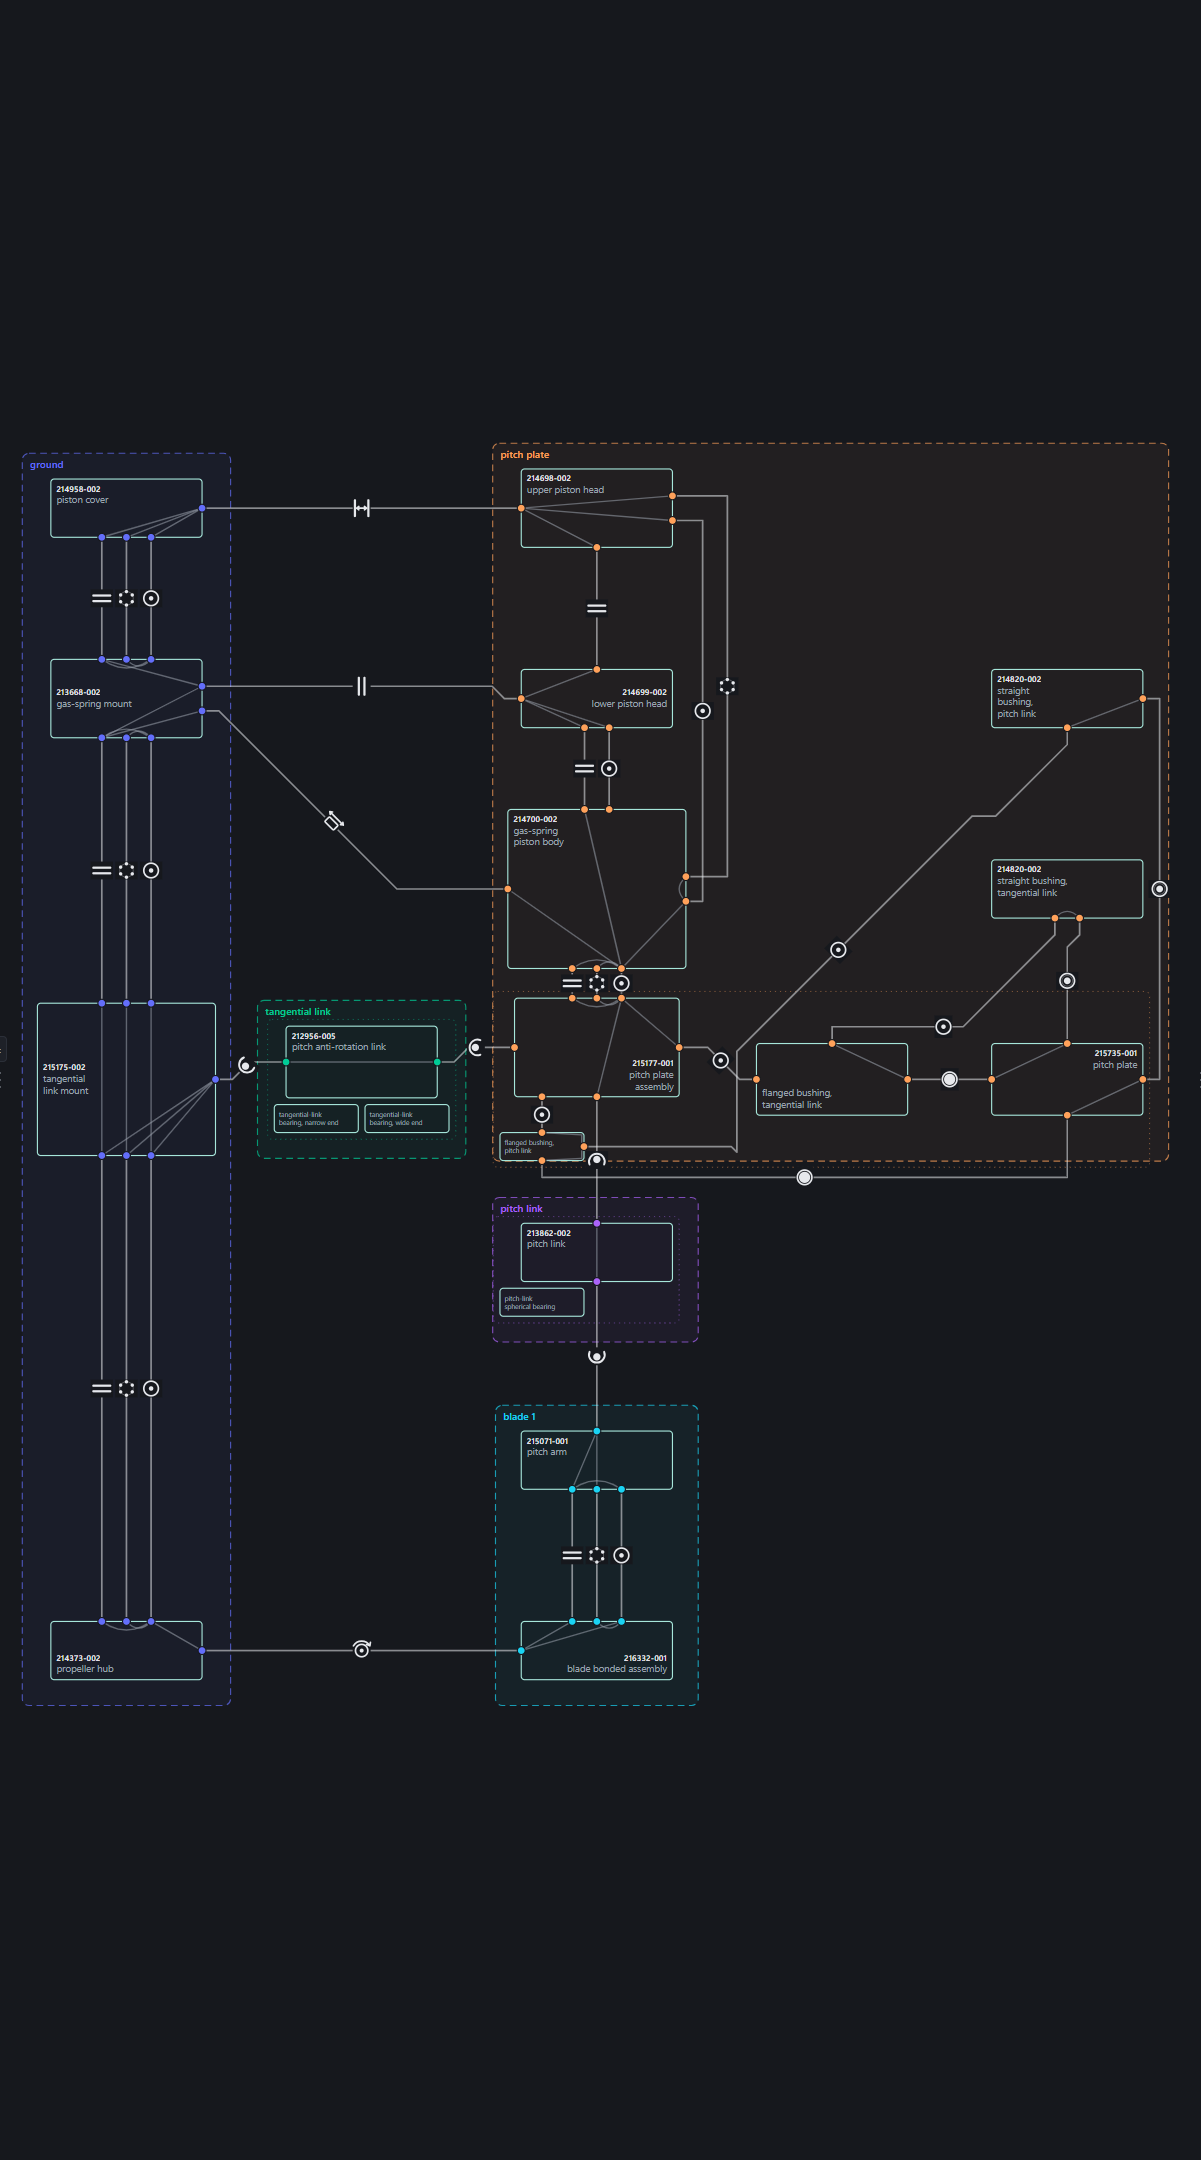 ground
214958-002
piston cover
213668-002
gas-spring mount
215175-002
tangential
link mount
214373-002
propeller hub
tangential link
212956-005
pitch anti-rotation link
tangential-link
bearing, narrow end
tangential-link
bearing, wide end
pitch plate
214698-002
upper piston head
214699-002
lower piston head
214700-002
gas-spring
piston body
215177-001
pitch plate
assembly
flanged bushing,
pitch link
214820-002
straight
bushing,
pitch link
214820-002
straight bushing,
tangential link
flanged bushing,
tangential link
215735-001
pitch plate
pitch link
213862-002
pitch link
pitch-link
spherical bearing
blade 1
215071-001
pitch arm
216332-001
blade bonded assembly